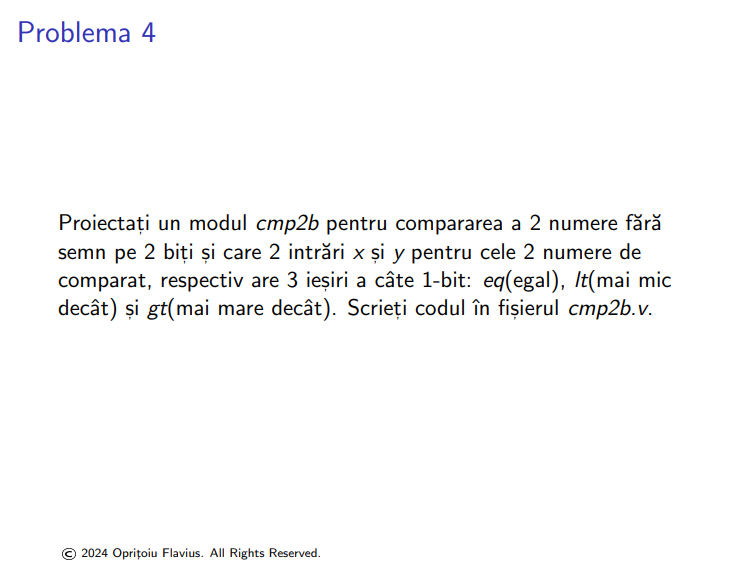 Problema 4
Proiectați un modul cmp2b pentru compararea a 2 numere fără
semn pe 2 biți și care 2 intrări x și y pentru cele 2 numere de
comparat, respectiv are 3 ieșiri a câte 1-bit: eq(egal), lt(mai mic
decât) și gt(mai mare decât). Scrieți codul în fișierul cmp2b.v.
© 2024 Oprițoiu Flavius. All Rights Reserved.